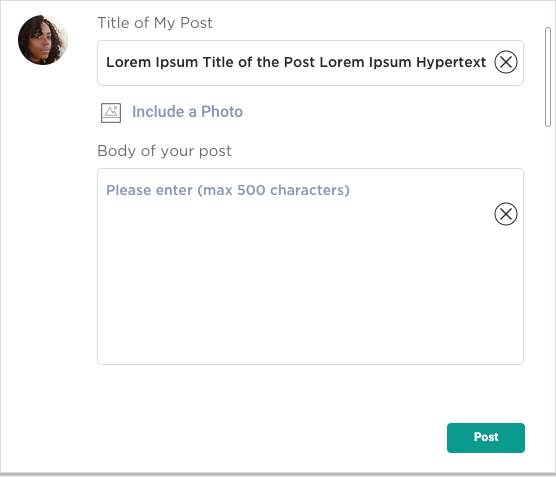 Title of My Post
Lorem Ipsum Title of the Post Lorem Ipsum Hypertext
Include a Photo
Body of your post
Please enter (max 500 characters)
Post